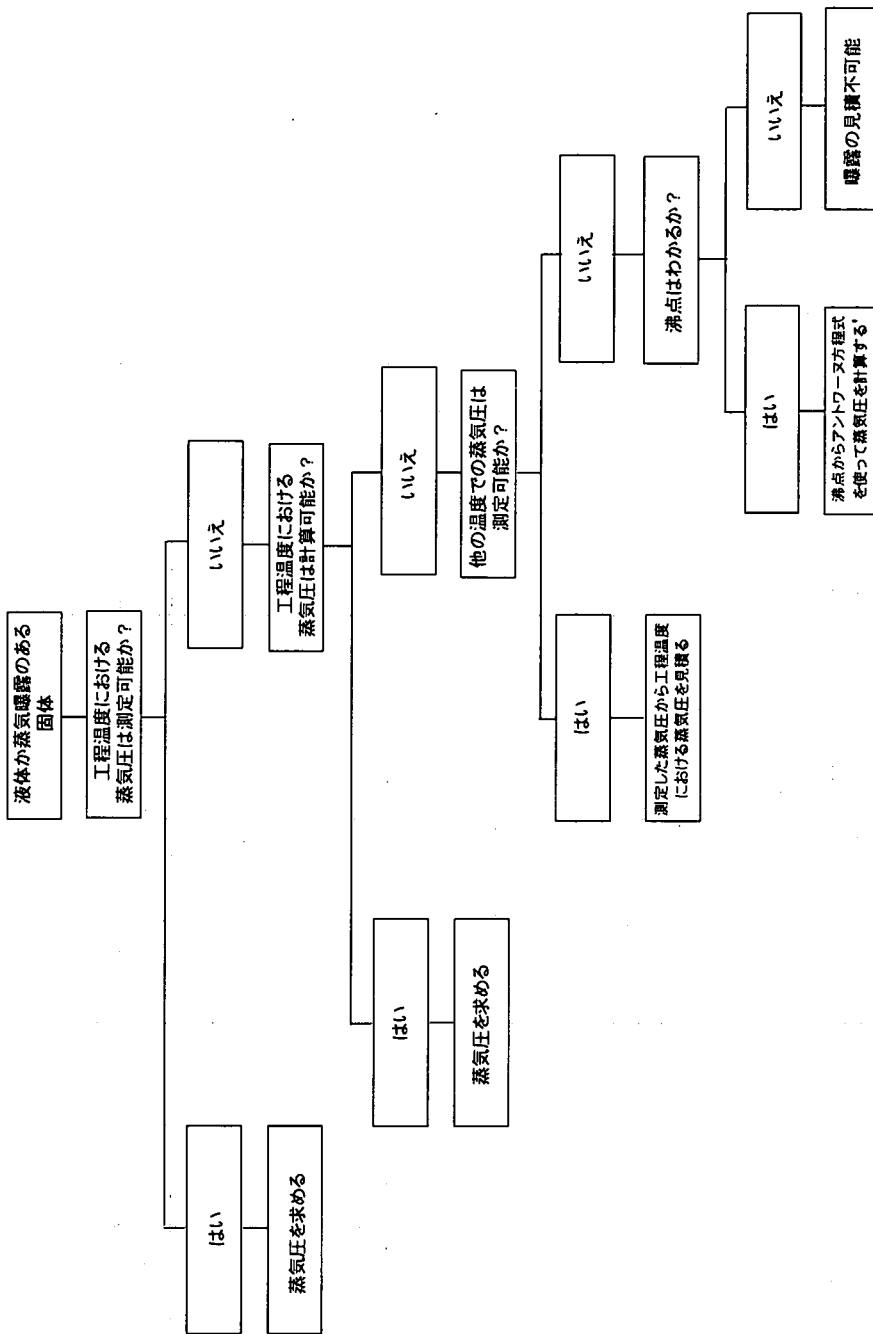 液体か蒸気曝露のある
固体
工程温度における
蒸気圧は測定可能か？
はい
蒸気圧を求める
いいえ
工程温度における
蒸気圧は計算可能か？
はい
蒸気圧を求める
いいえ
他の温度での蒸気圧は
測定可能か？
はい
測定した蒸気圧から工程温度
における蒸気圧を見積る
いいえ
沸点はわかるか？
はい
沸点からアントワーヌ方程式
を使って蒸気圧を計算する'
いいえ
曝露の見積不可能